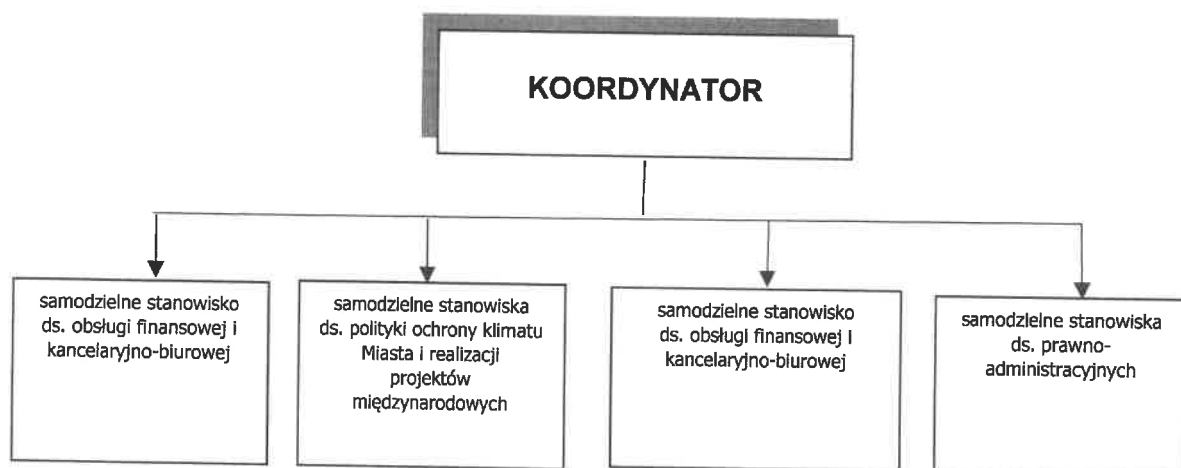 KOORDYNATOR
samodzielne stanowisko
ds. obsługi finansowej i
kancelaryjno-biurowej
samodzielne stanowiska
ds. polityki ochrony klimatu
Miasta i realizacji
projektów
międzynarodowych
samodzielne stanowisko
ds. obsługi finansowej i
kancelaryjno-biurowej
samodzielne stanowiska
ds. prawno-
administracyjnych